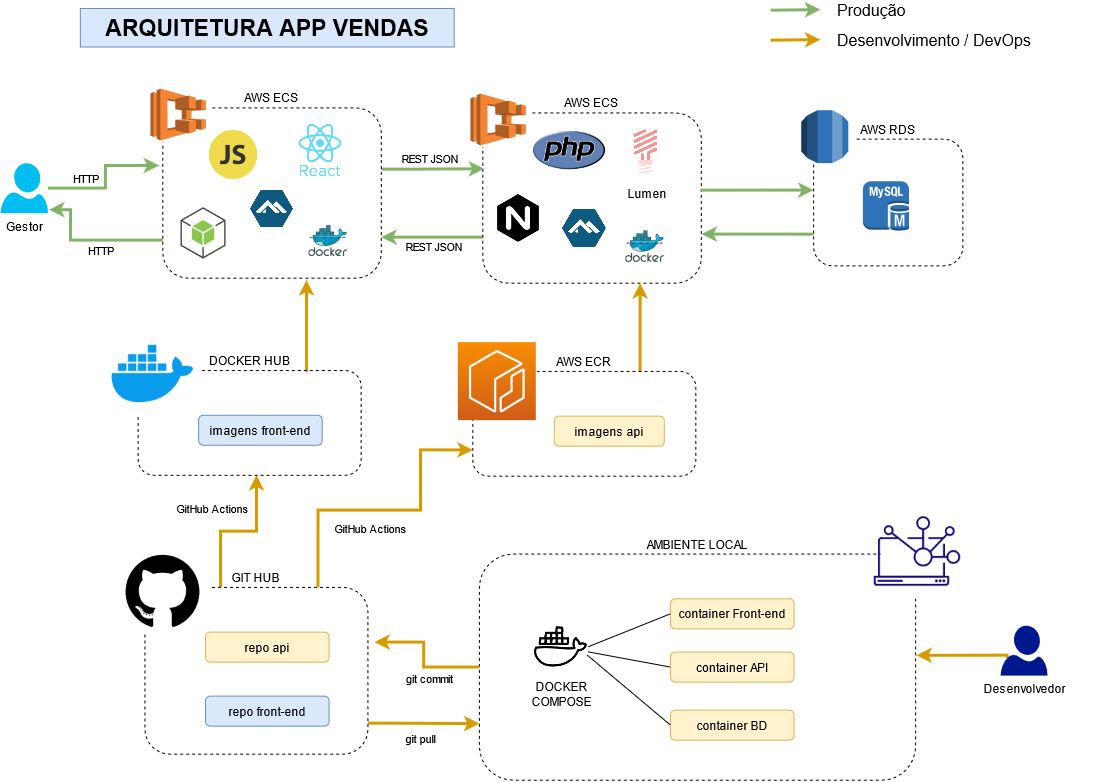 ARQUITETURA APP VENDAS
Produção
Desenvolvimento / DevOps
AWS ECS
AWS ECS
AWS RDS
JS
React
php
Lumen
MySQL
M
HTTP
REST JSON
Gestor
N
docker
docker
HTTP
REST JSON
DOCKER HUB
AWS ECR
imagens front-end
imagens api
GitHub Actions
GitHub Actions
AMBIENTE LOCAL
GIT HUB
container Front-end
repo api
container API
git commit
DOCKER
COMPOSE
Desenvolvedor
repo front-end
container BD
git pull